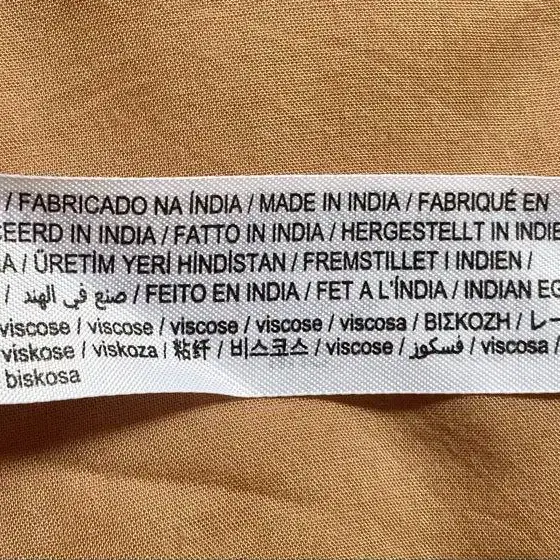 / FABRICADO NA ÍNDIA / MADE IN INDIA / FABRIQUÉ EN
EERD IN INDIA / FATTO IN INDIA / HERGESTELLT IN INDIE
A / ÜRETİM YERİ HİNDİSTAN / FREMSTILLET I INDIEN /
/ صنع في الهند / FEITO EN INDIA / FET A L'ÍNDIA / INDIAN EG
viscose / viscose / viscose / viscose / viscosa / ΒΙΣΚΟΖΗ / レー
viskose / viskoza / 粘纤 / 비스코스 / viscose / فسكوز / viscosa /
biskosa